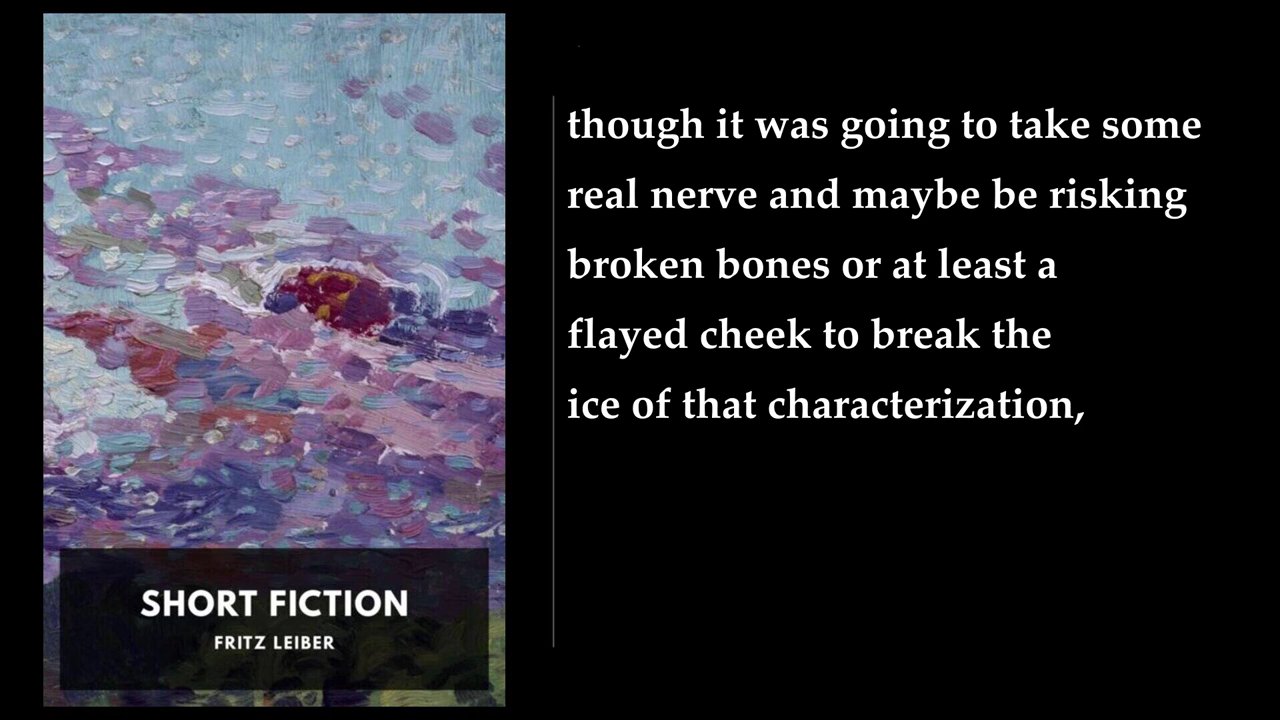 though it was going to take some
real nerve and maybe be risking
broken bones or at least a
flayed cheek to break the
ice of that characterization,
SHORT FICTION
FRITZ LEIBER